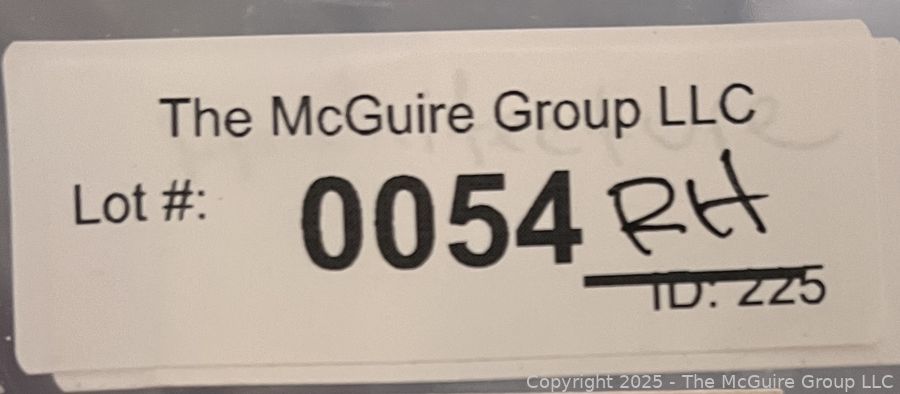 The McGuire Group LLC
Lot #: 0054 RH
ID: 225
Copyright 2025 - The McGuire Group LLC